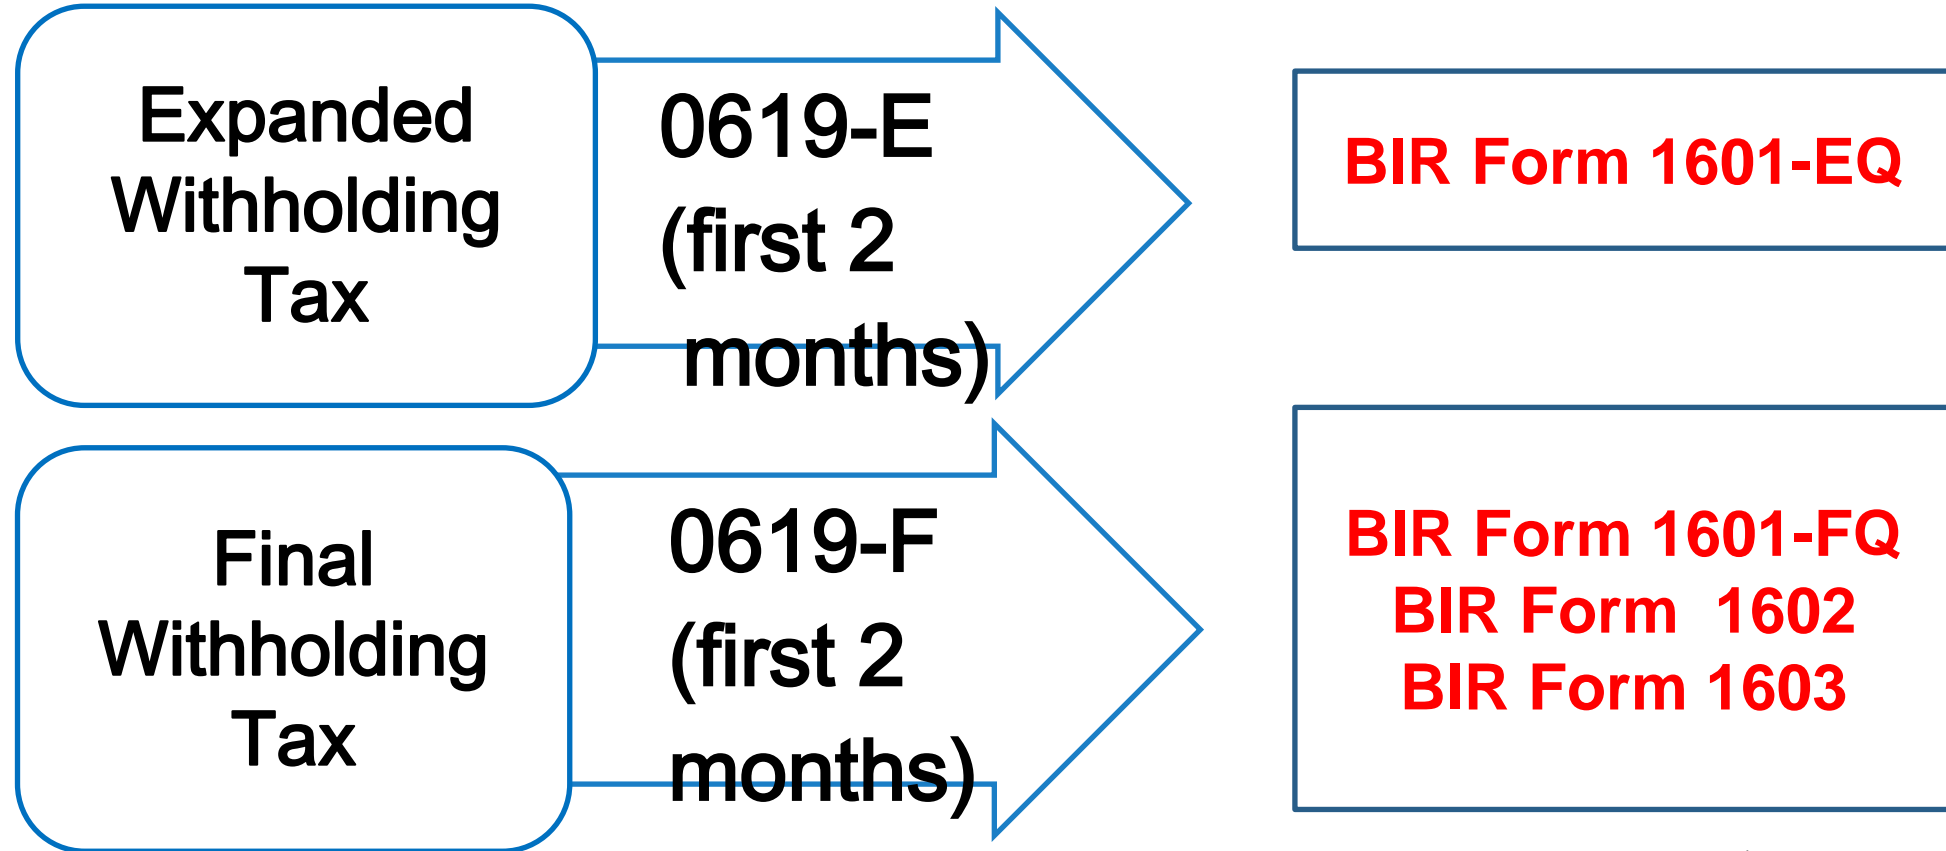 Expanded
Withholding
Tax
0619-E
(first 2
months)
BIR Form 1601-EQ
Final
Withholding
Tax
0619-F
(first 2
months)
BIR Form 1601-FQ
BIR Form 1602
BIR Form 1603